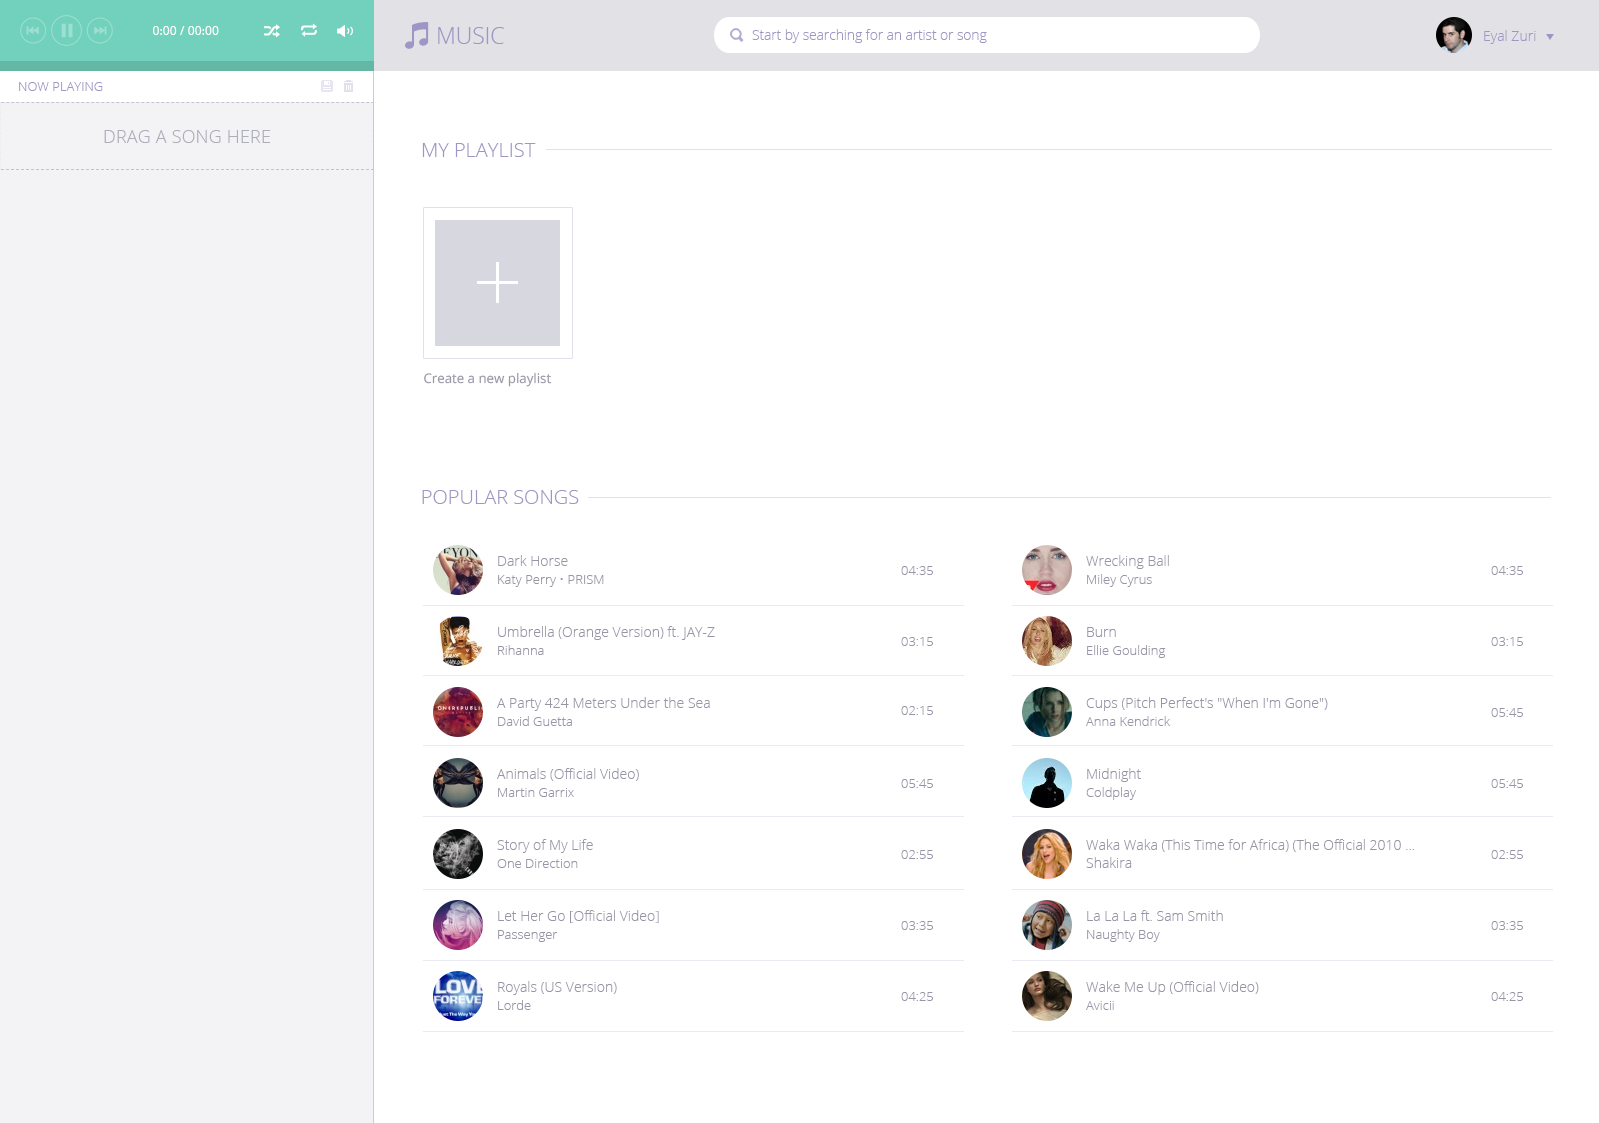 0:00 / 00:00
MUSIC
Start by searching for an artist or song
Eyal Zuri
NOW PLAYING
DRAG A SONG HERE
MY PLAYLIST
Create a new playlist
POPULAR SONGS
Dark Horse
Katy Perry • PRISM
04:35
Umbrella (Orange Version) ft. JAY-Z
Rihanna
03:15
ONEREPUBLIC
A Party 424 Meters Under the Sea
David Guetta
02:15
Animals (Official Video)
Martin Garrix
05:45
Story of My Life
One Direction
02:55
Let Her Go [Official Video]
Passenger
03:35
LOVE
FOREVER
Royals (US Version)
Lorde
04:25
Wrecking Ball
Miley Cyrus
04:35
Burn
Ellie Goulding
03:15
Cups (Pitch Perfect's "When I'm Gone")
Anna Kendrick
05:45
Midnight
Coldplay
05:45
Waka Waka (This Time for Africa) (The Official 2010 ...
Shakira
02:55
La La La ft. Sam Smith
Naughty Boy
03:35
Wake Me Up (Official Video)
Avicii
04:25